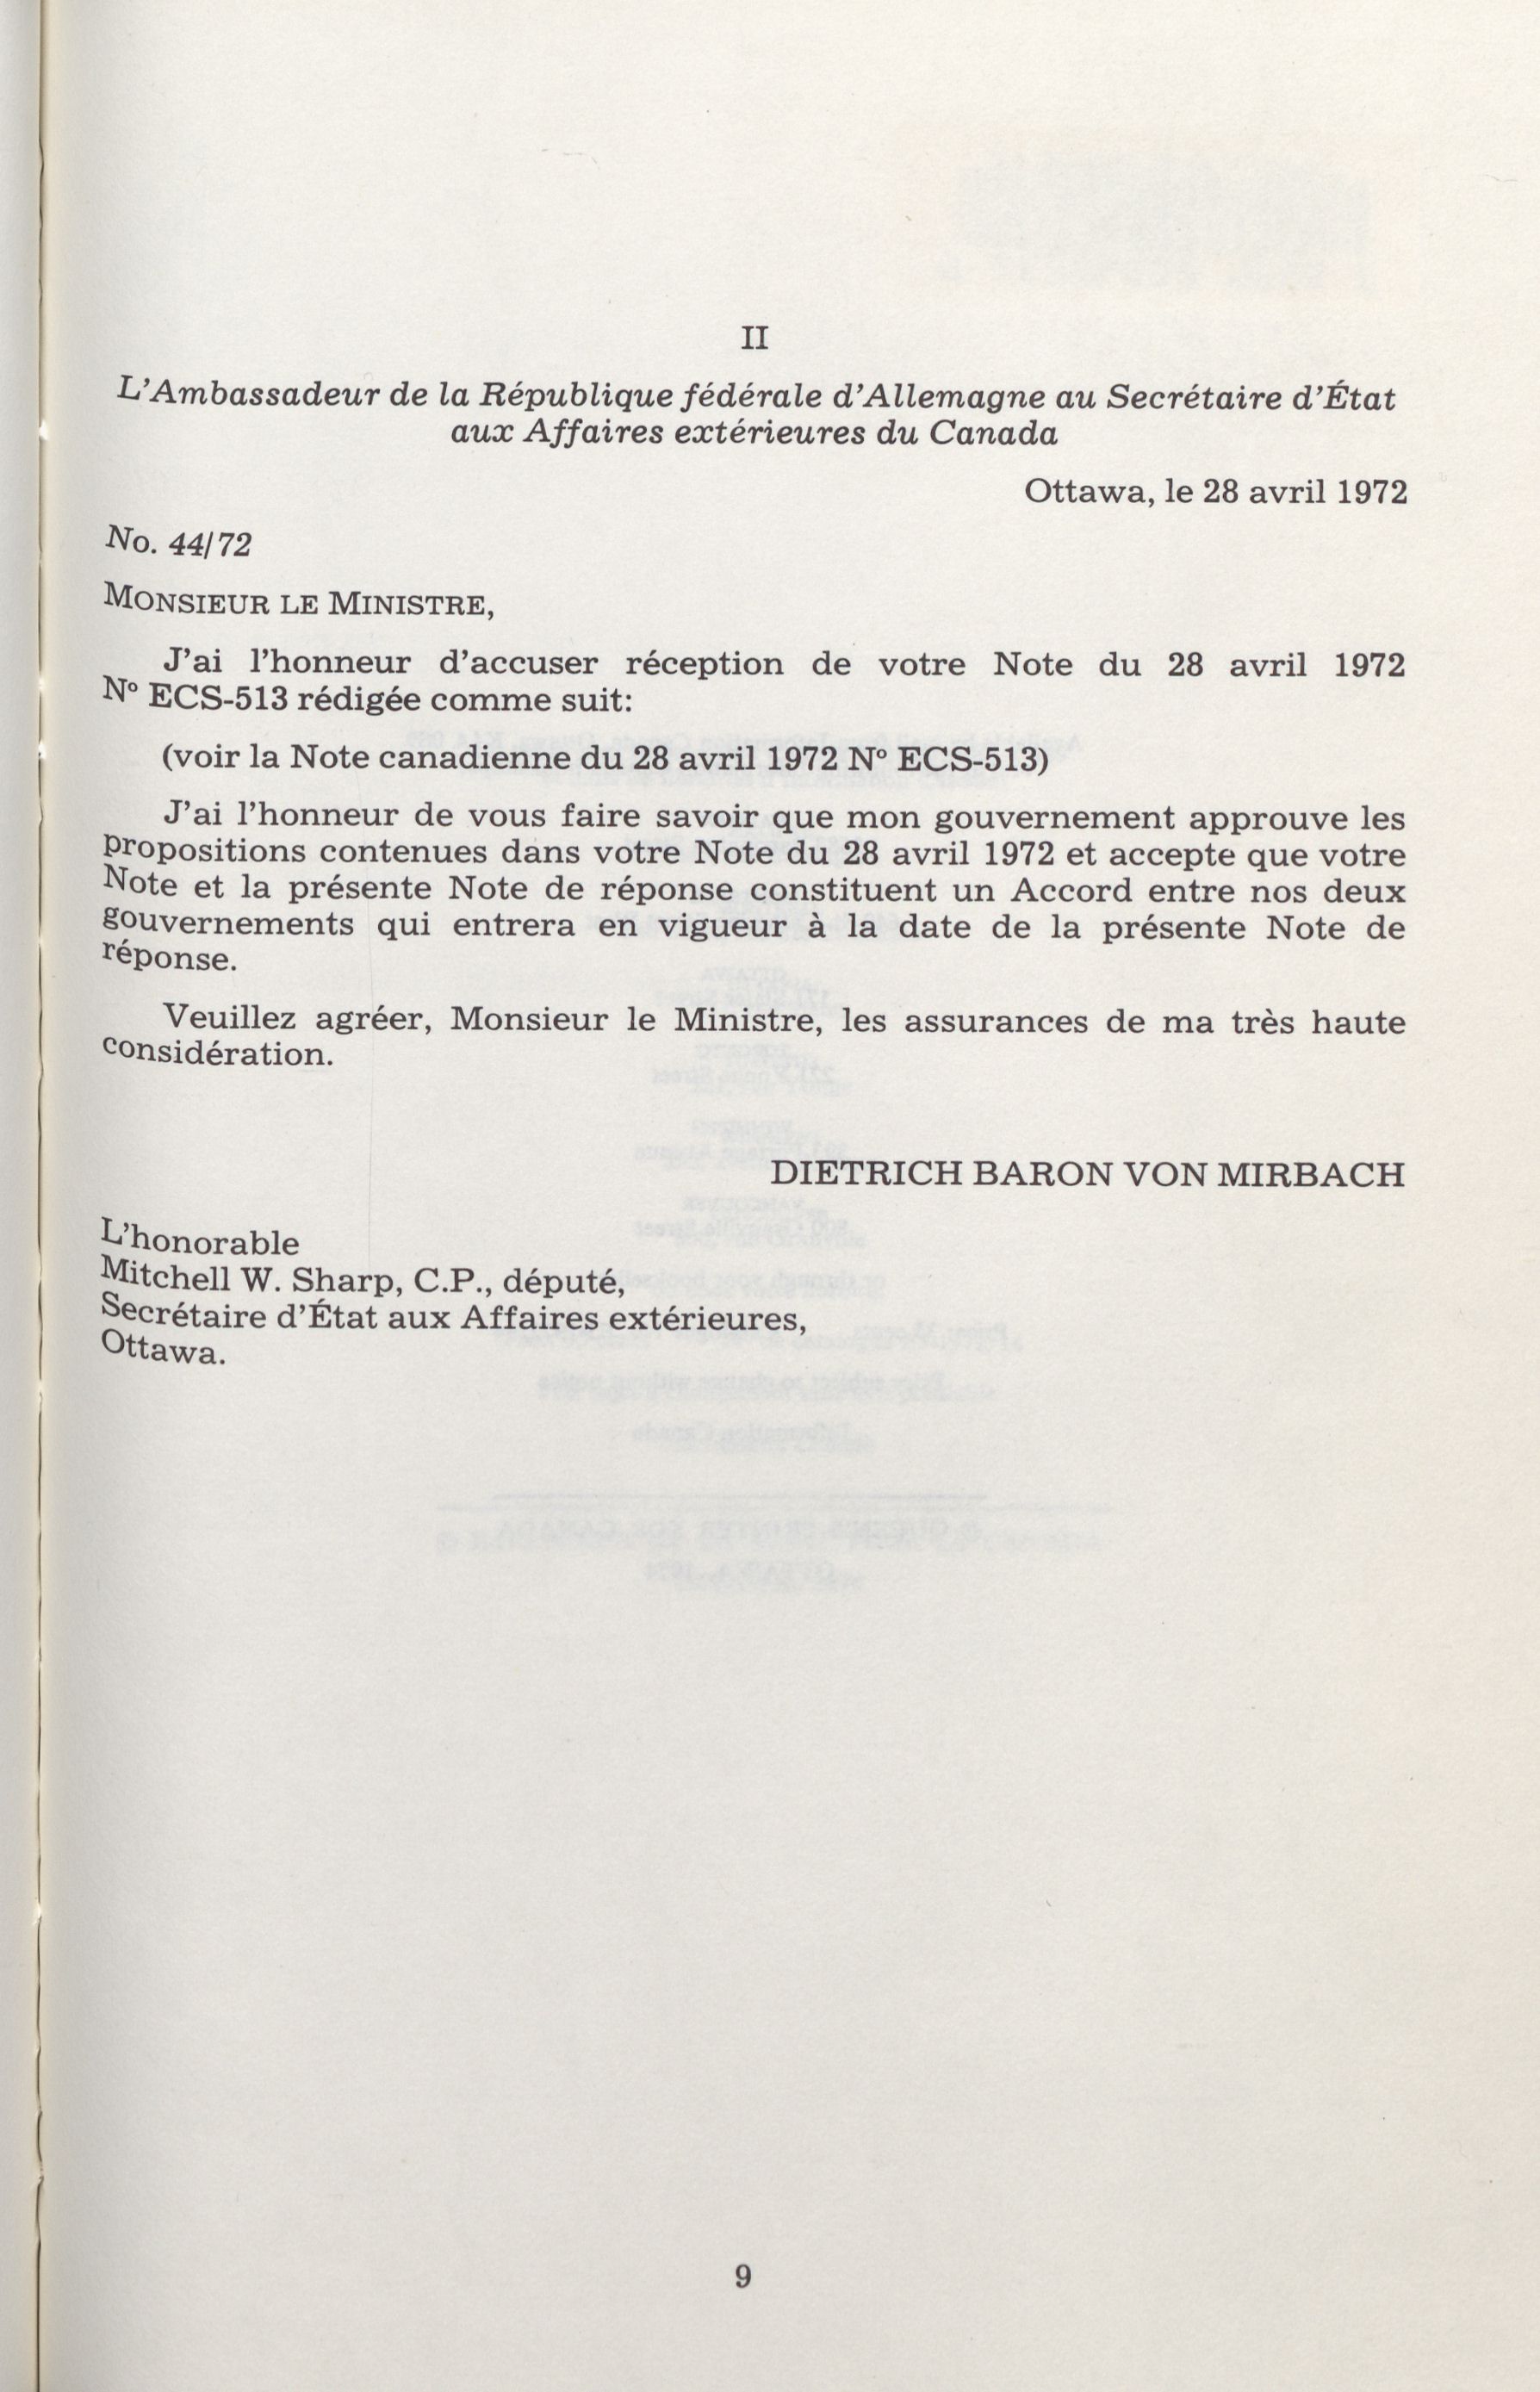 II
L'Ambassadeur de la République fédérale d'Allemagne au Secrétaire d'État
aux Affaires extérieures du Canada
Ottawa, le 28 avril 1972
No. 44/72
MONSIEUR LE MINISTRE,
J'ai l'honneur d'accuser réception de votre Note du 28 avril 1972
Nº ECS-513 rédigée comme suit:
(voir la Note canadienne du 28 avril 1972 Nº ECS-513)
J'ai l'honneur de vous faire savoir que mon gouvernement approuve les
propositions contenues dans votre Note du 28 avril 1972 et accepte que votre
Note et la présente Note de réponse constituent un Accord entre nos deux
gouvernements qui entrera en vigueur à la date de la présente Note de
réponse.
Veuillez agréer, Monsieur le Ministre, les assurances de ma très haute
considération.
DIETRICH BARON VON MIRBACH
L'honorable
Mitchell W. Sharp, C.P., député,
Secrétaire d'État aux Affaires extérieures,
Ottawa.
9